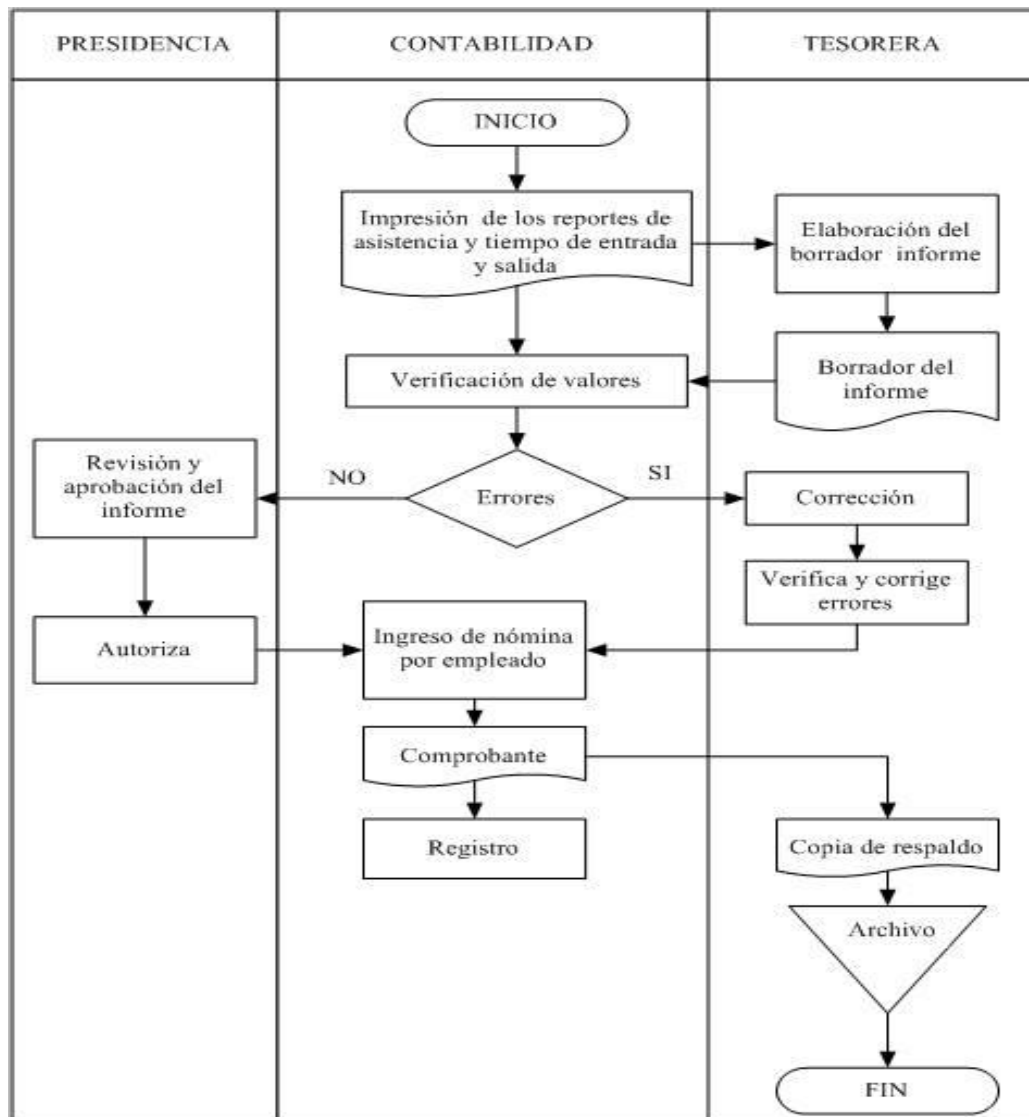 PRESIDENCIA
CONTABILIDAD
TESORERA
INICIO
Impresión de los reportes de
asistencia y tiempo de entrada
y salida
Elaboración del
borrador informe
Verificación de valores
Borrador del
informe
Revisión y
aprobación del
informe
NO
Errores
SI
Corrección
Verifica y corrige
errores
Autoriza
Ingreso de nómina
por empleado
Comprobante
Registro
Copia de respaldo
Archivo
FIN